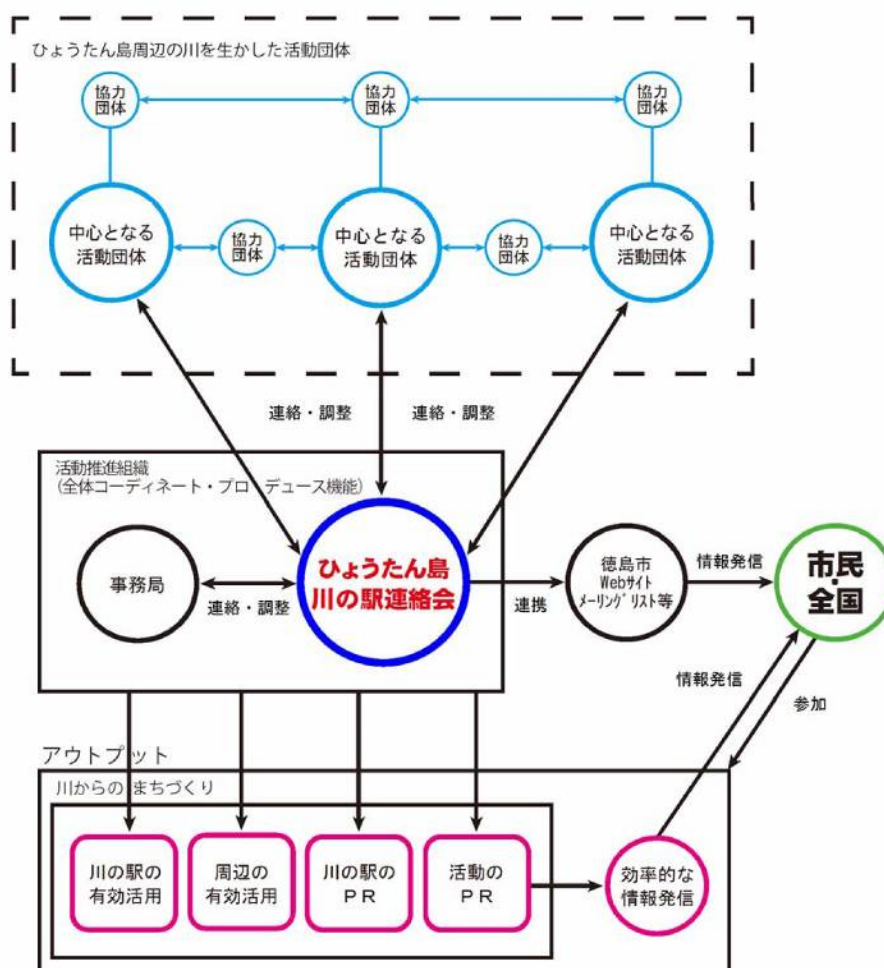 ひょうたん島周辺の川を生かした活動団体
協力
団体
協力
団体
協力
団体
中心となる
活動団体
協力
団体
中心となる
活動団体
協力
団体
中心となる
活動団体
連絡・調整
連絡・調整
活動推進組織
(全体コーディネート・プロデュース機能)
事務局
連絡・調整
ひょうたん島
川の駅連絡会
連携
徳島市
Webサイト
メーリングリスト等
情報発信
市民・
全国
情報発信
参加
アウトプット
川からの まちづくり
川の駅の
有効活用
周辺の
有効活用
川の駅の
ＰＲ
活動の
ＰＲ
効率的な
情報発信